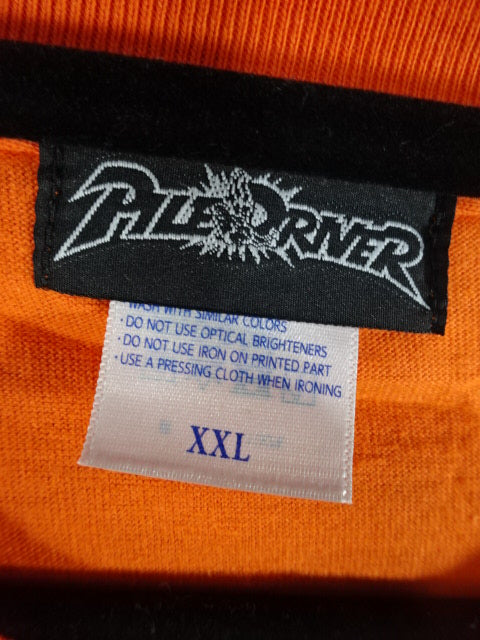 PILEDRIVER
WASH WITH SIMILAR COLORS
· DO NOT USE OPTICAL BRIGHTENERS
· DO NOT USE IRON ON PRINTED PART
· USE A PRESSING CLOTH WHEN IRONING
XXL